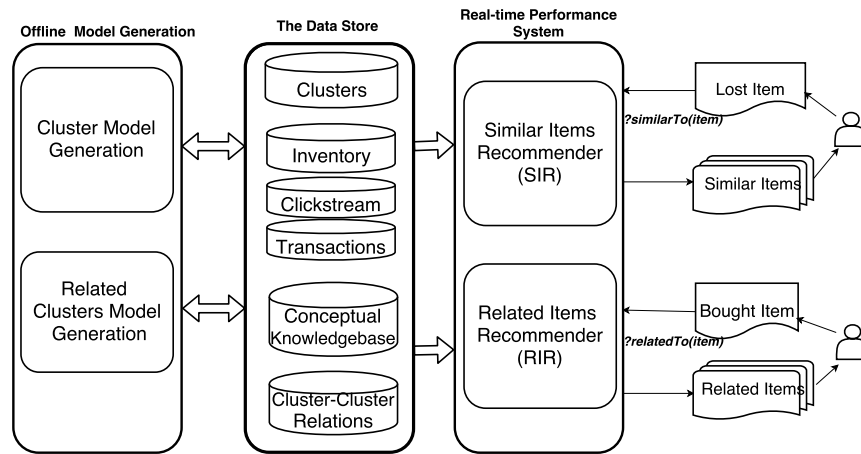 Offline Model Generation
The Data Store
Real-time Performance
System
Cluster Model
Generation
Related
Clusters Model
Generation
Clusters
Inventory
Clickstream
Transactions
Conceptual
Knowledgebase
Cluster-Cluster
Relations
Similar Items
Recommender
(SIR)
Related Items
Recommender
(RIR)
Lost Item
?similarTo(item)
Similar Items
Bought Item
?relatedTo(item)
Related Items